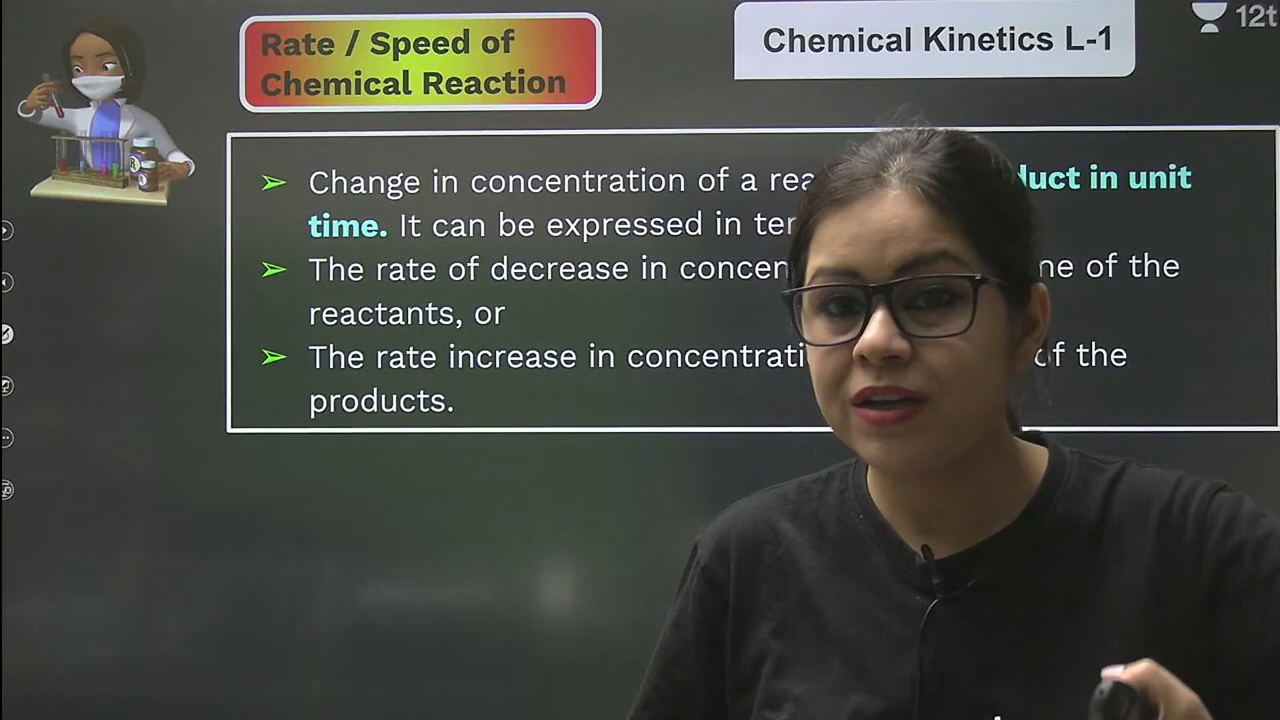 Rate / Speed of
Chemical Reaction
Chemical Kinetics L-1
12t
Change in concentration of a rea duct in unit
time. It can be expressed in ter
The rate of decrease in concen ne of the
reactants, or
The rate increase in concentrati of the
products.